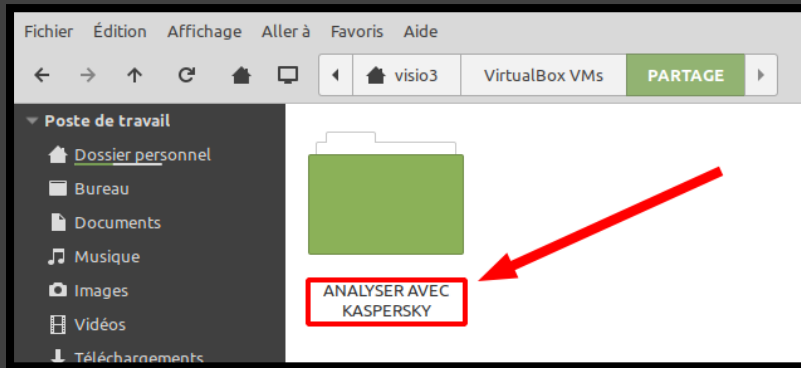 Fichier Édition Affichage Aller à Favoris Aide
visio3 VirtualBox VMs PARTAGE
Poste de travail
Dossier personnel
Bureau
Documents
Musique
Images
Vidéos
Téléchargements
ANALYSER AVEC
KASPERSKY